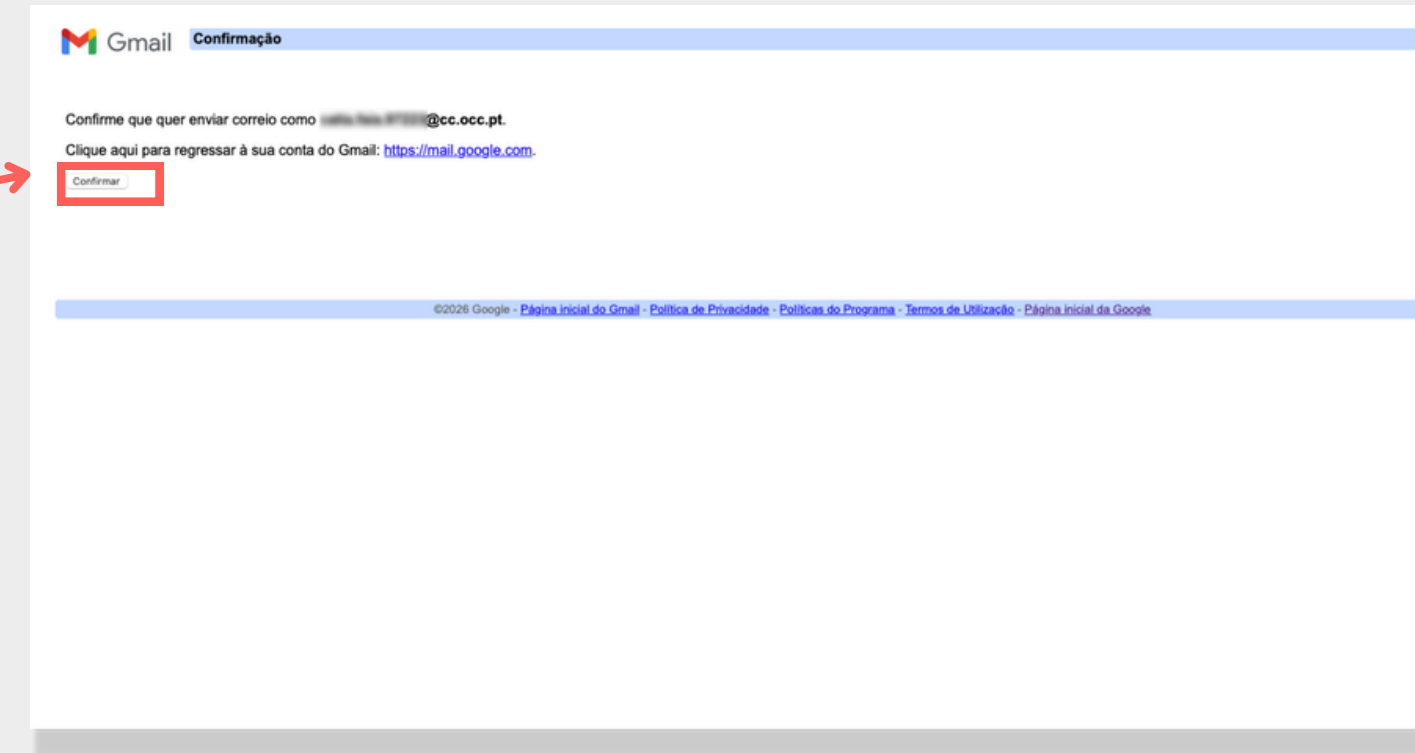 Gmail Confirmação
Confirme que quer enviar correio como @cc.occ.pt.
Clique aqui para regressar à sua conta do Gmail: https://mail.google.com.
Confirmar
©2026 Google - Página inicial do Gmail - Política de Privacidade - Políticas do Programa - Termos de Utilização - Página inicial da Google